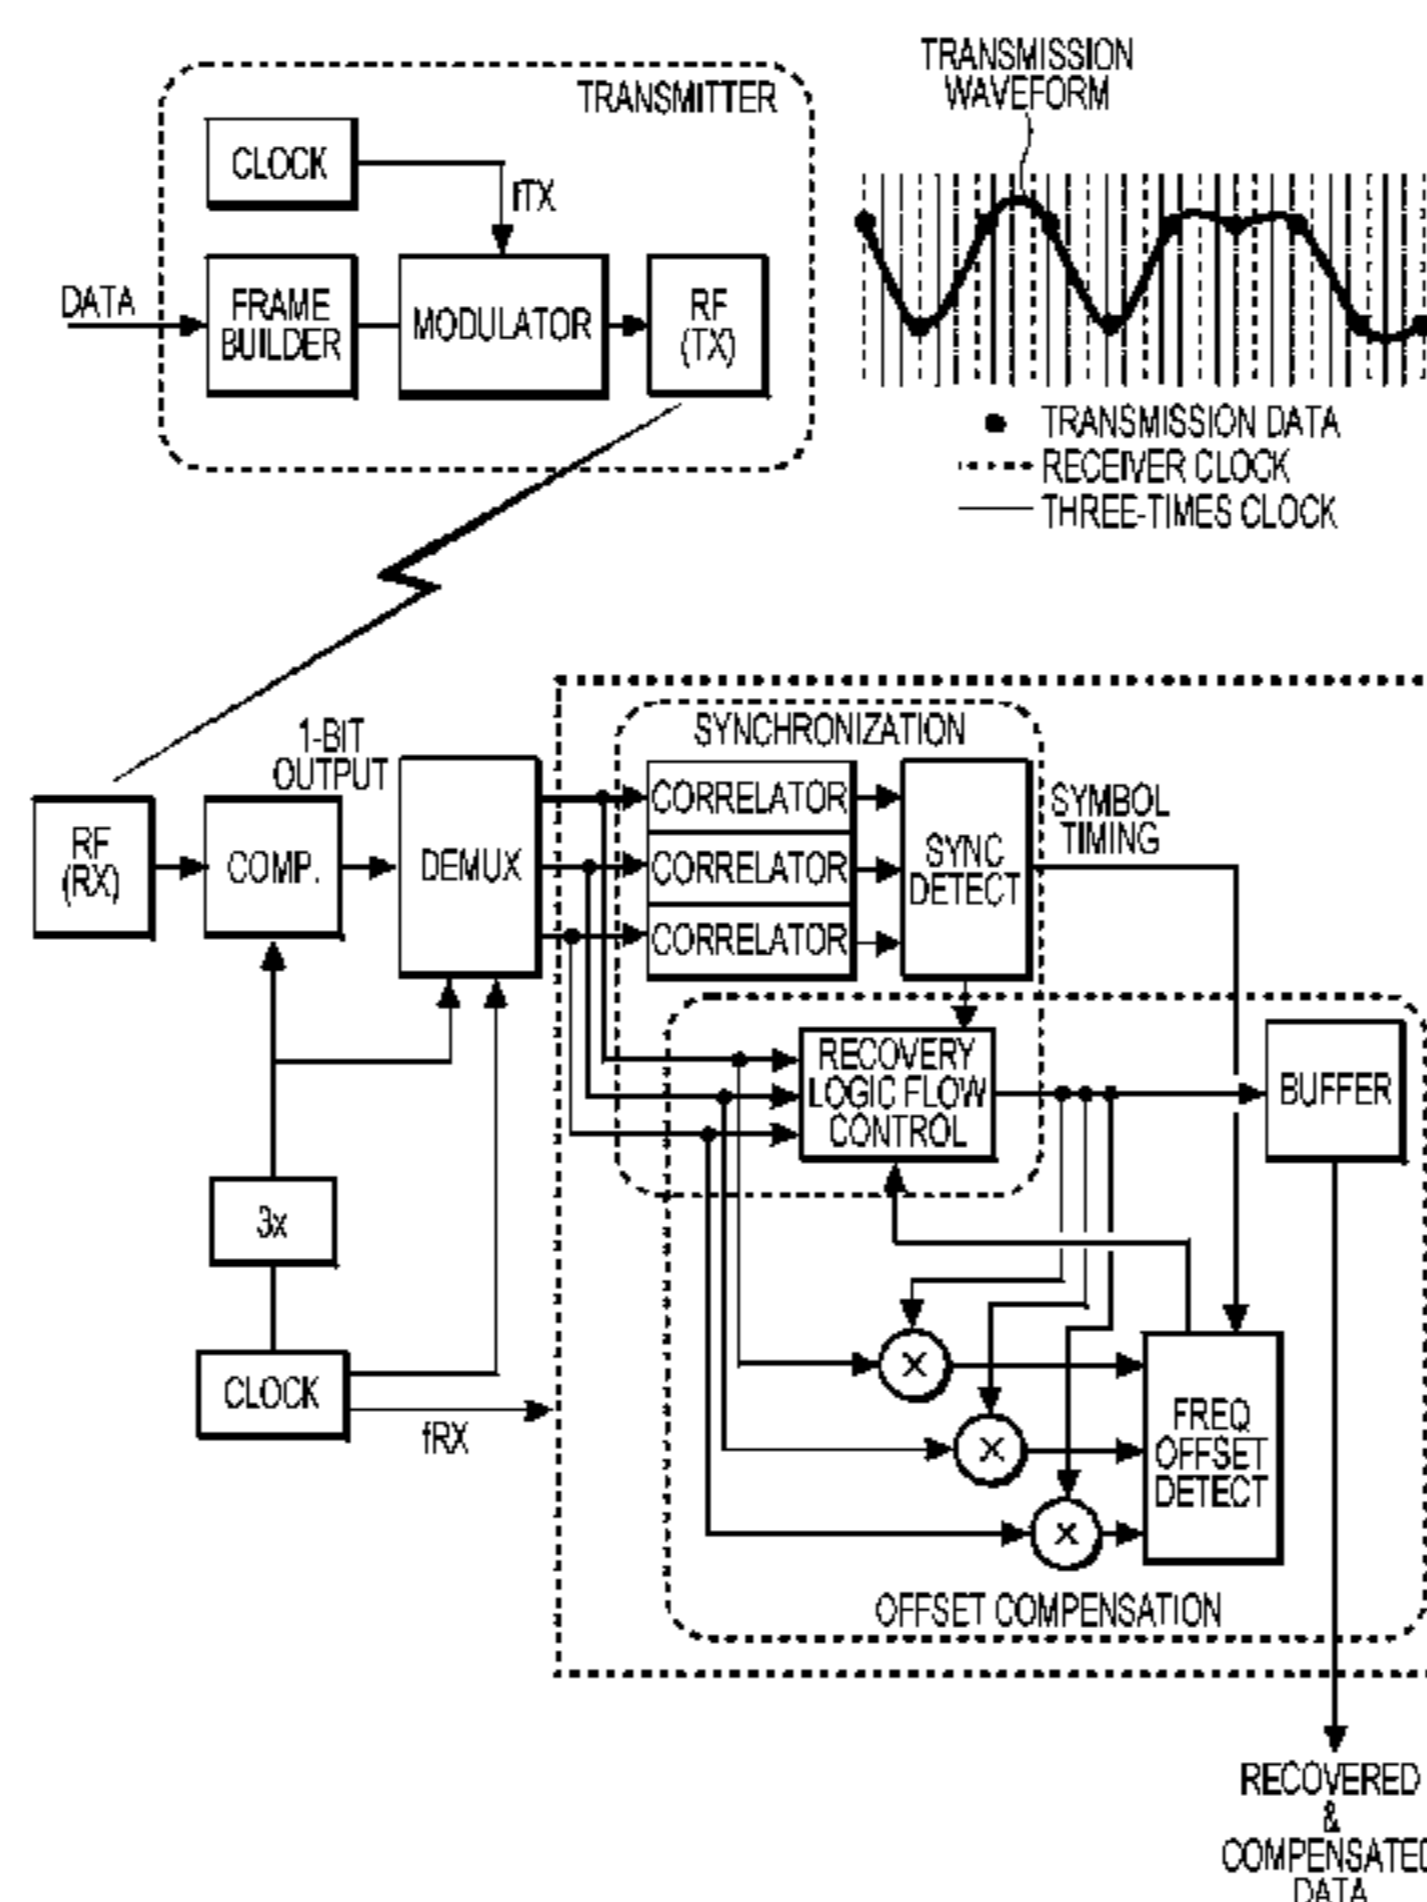 TRANSMISSION
WAVEFORM
TRANSMITTER
CLOCK
fTX
DATA
FRAME
BUILDER
MODULATOR
RF
(TX)
TRANSMISSION DATA
RECEIVER CLOCK
THREE-TIMES CLOCK
1-BIT
OUTPUT
RF
(RX)
COMP.
DEMUX
SYNCHRONIZATION
CORRELATOR
CORRELATOR
CORRELATOR
SYNC
DETECT
SYMBOL
TIMING
RECOVERY
LOGIC FLOW
CONTROL
BUFFER
3x
CLOCK
fRX
×
×
×
FREQ
OFFSET
DETECT
OFFSET COMPENSATION
RECOVERED
&
COMPENSATED
DATA